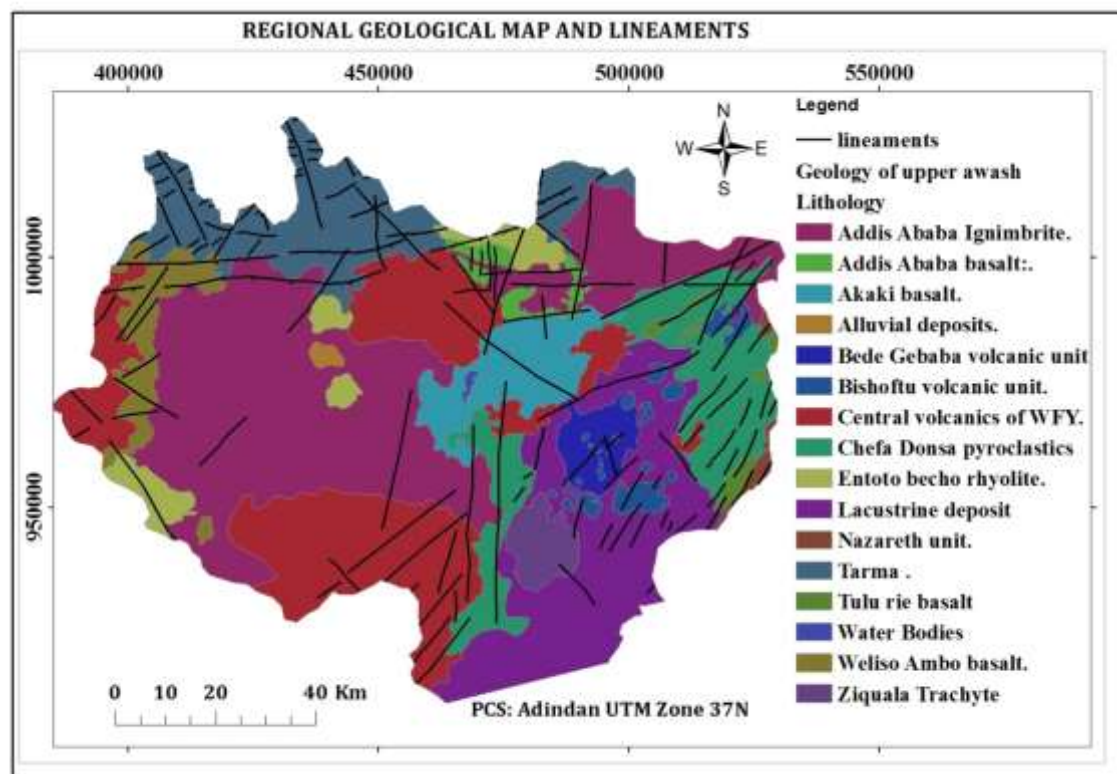 REGIONAL GEOLOGICAL MAP AND LINEAMENTS
400000 450000 500000 550000
1000000
950000
N
W E
S
Legend
lineaments
Geology of upper awash
Lithology
Addis Ababa Ignimbrite.
Addis Ababa basalt:.
Akaki basalt.
Alluvial deposits.
Bede Gebaba volcanic unit
Bishoftu volcanic unit.
Central volcanics of WFY.
Chefa Donsa pyroclastics
Entoto becho rhyolite.
Lacustrine deposit
Nazareth unit.
Tarma .
Tulu rie basalt
Water Bodies
Weliso Ambo basalt.
Ziquala Trachyte
0 10 20 40 Km
PCS: Adindan UTM Zone 37N